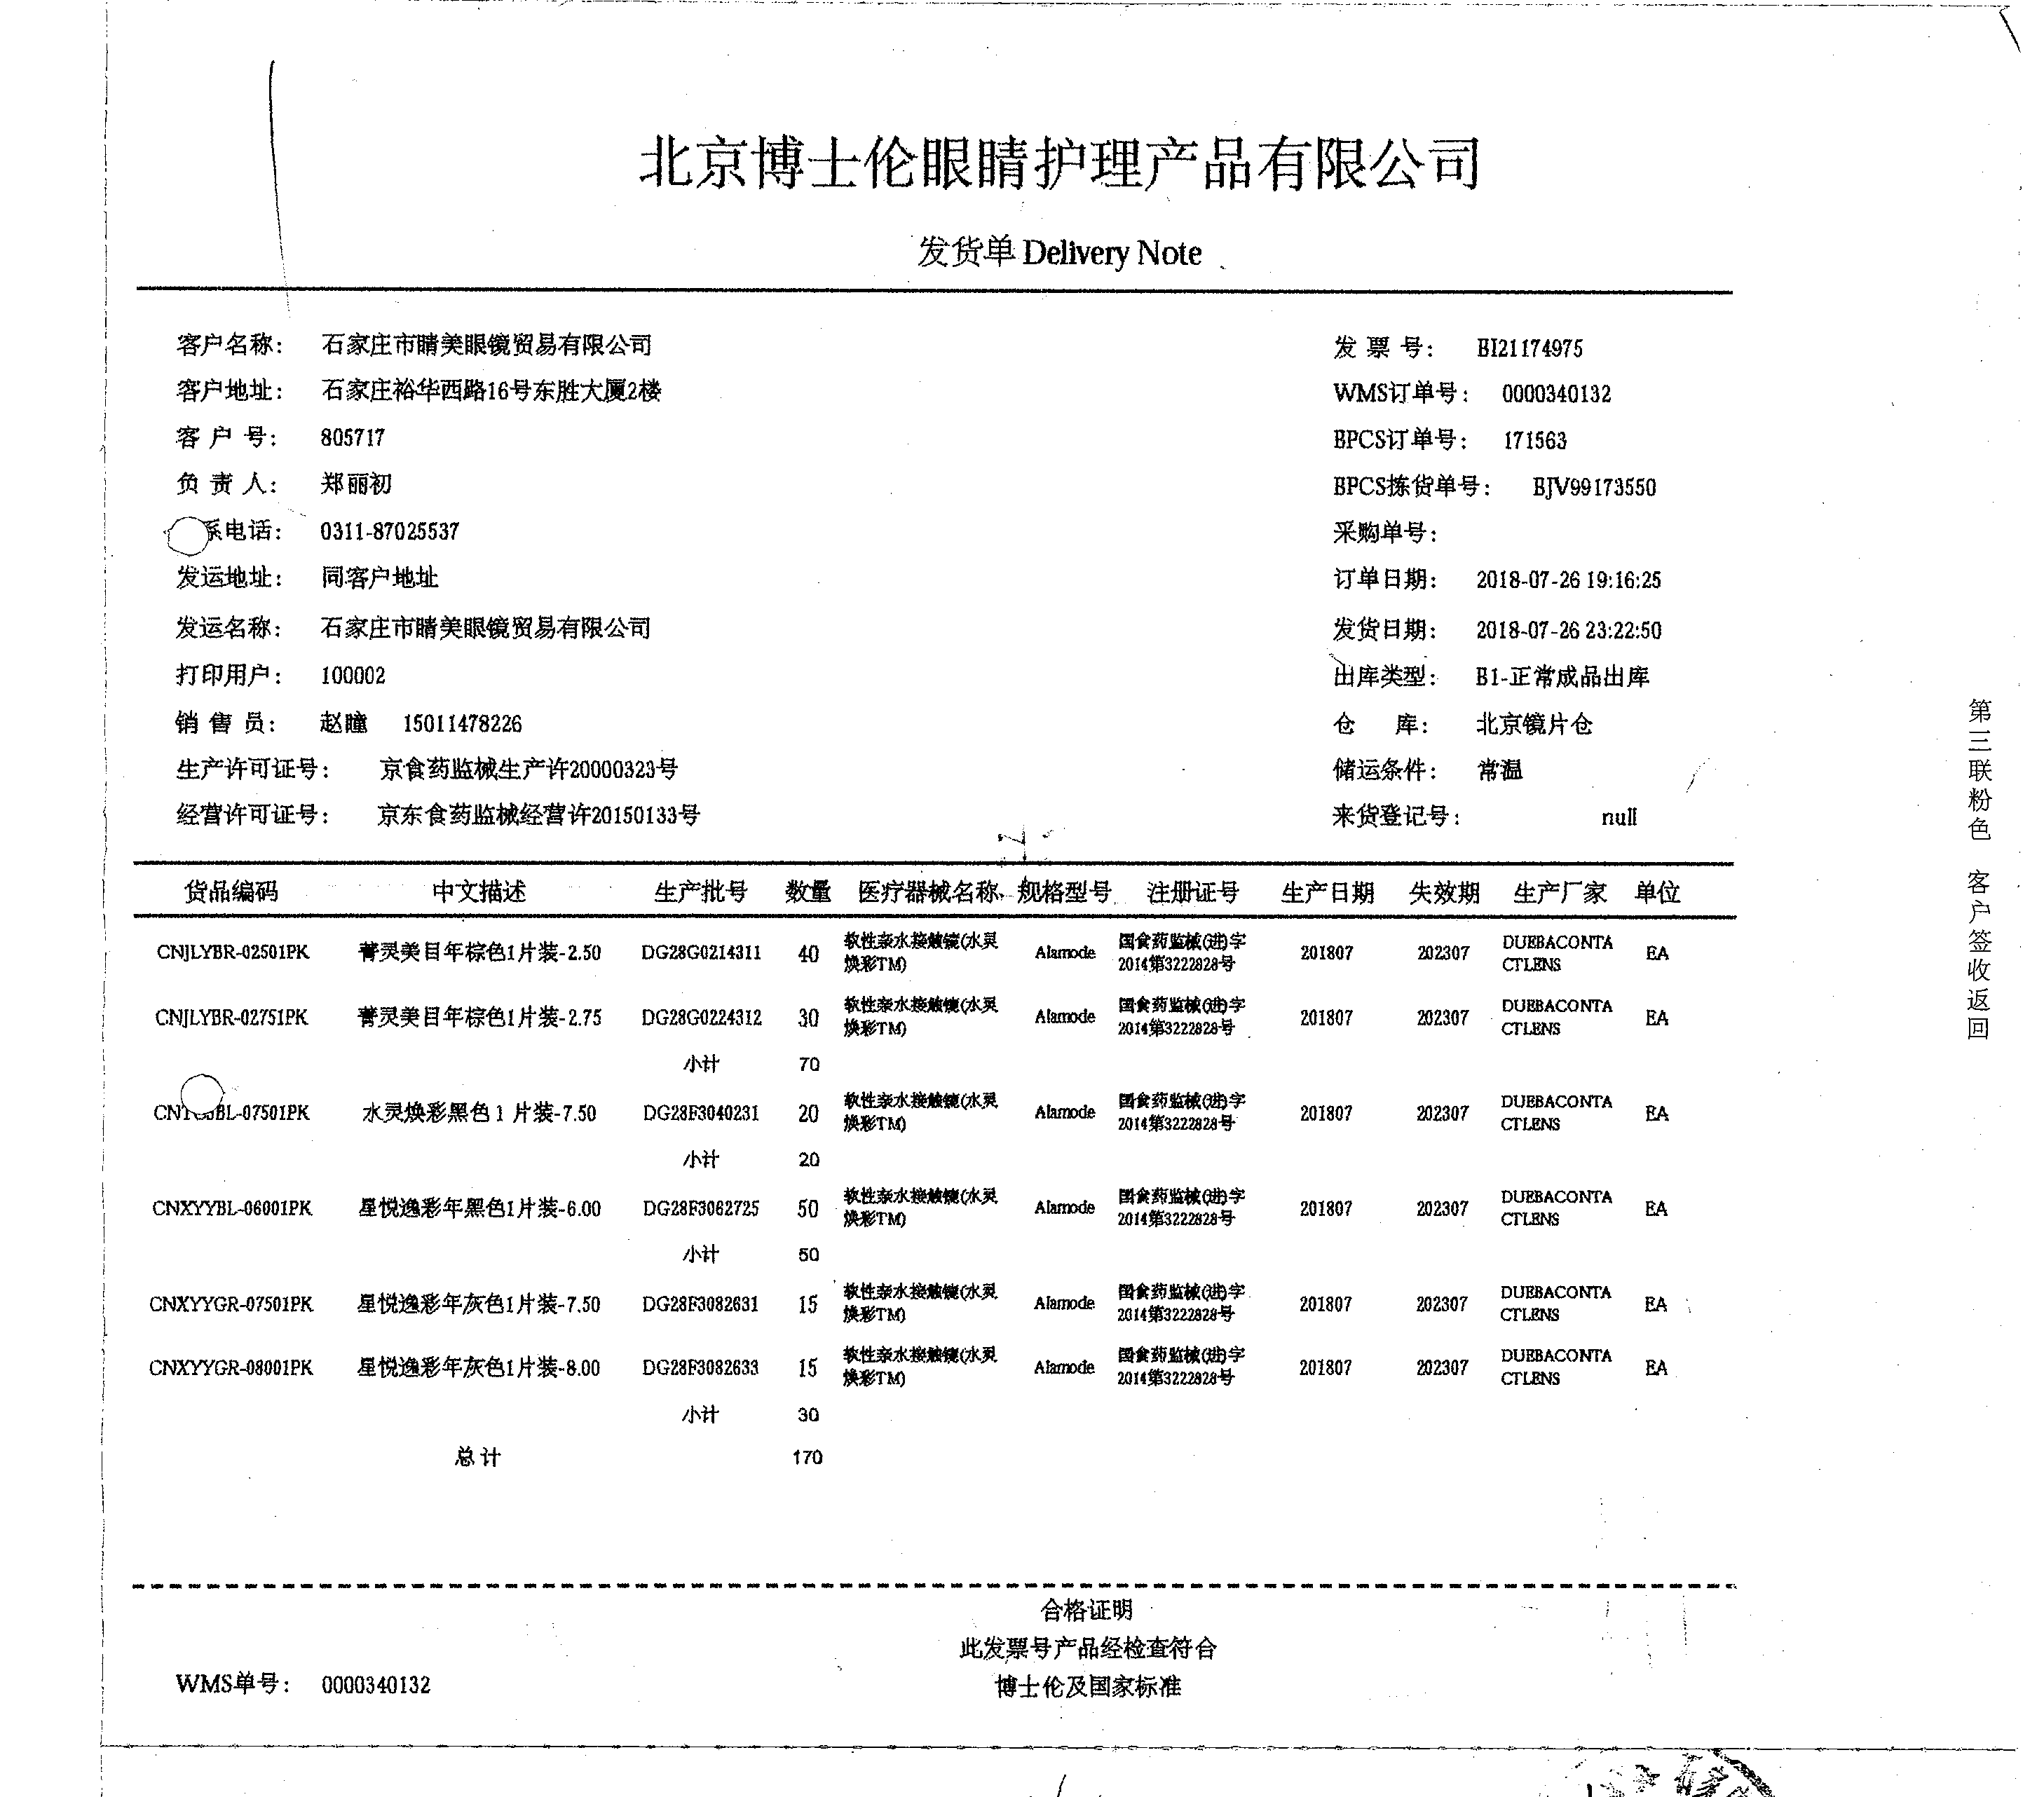 北京博士伦眼睛护理产品有限公司
发货单 Delivery Note
客户名称： 石家庄市睛美眼镜贸易有限公司 发 票 号： BI21174975
客户地址： 石家庄裕华西路16号东胜大厦2楼 WMS订单号： 0000340132
客 户 号： 805717 BPCS订单号： 171563
负 责 人： 郑丽初 BPCS拣货单号： BJV99173550
系电话： 0311-87025537 采购单号：
发运地址： 同客户地址 订单日期： 2018-07-26 19:16:25
发运名称： 石家庄市睛美眼镜贸易有限公司 发货日期： 2018-07-26 23:22:50
打印用户： 100002 出库类型： B1-正常成品出库
销 售 员： 赵瞳 15011478226 仓 库： 北京镜片仓
生产许可证号： 京食药监械生产许20000323号 储运条件： 常温
经营许可证号： 京东食药监械经营许20150133号 来货登记号： null
货品编码 中文描述 生产批号 数量 医疗器械名称 规格型号 注册证号 生产日期 失效期 生产厂家 单位
CNJLYBR-02501PK 菁灵美目年棕色1片装-2.50 DG28G0214311 40 软性亲水接触镜(水灵焕彩TM) Alamode 国食药监械(进)字2014第3222828号 201807 202307 DUEBACONTACTLENS EA
CNJLYBR-02751PK 菁灵美目年棕色1片装-2.75 DG28G0224312 30 软性亲水接触镜(水灵焕彩TM) Alamode 国食药监械(进)字2014第3222828号 201807 202307 DUEBACONTACTLENS EA
小计 70
BL-07501PK 水灵焕彩黑色 1 片装-7.50 DG28F3040231 20 软性亲水接触镜(水灵焕彩TM) Alamode 国食药监械(进)字2014第3222828号 201807 202307 DUEBACONTACTLENS EA
小计 20
CNXYYBL-06001PK 星悦逸彩年黑色1片装-6.00 DG28F3062725 50 软性亲水接触镜(水灵焕彩TM) Alamode 国食药监械(进)字2014第3222828号 201807 202307 DUEBACONTACTLENS EA
小计 50
CNXYYGR-07501PK 星悦逸彩年灰色1片装-7.50 DG28F3082631 15 软性亲水接触镜(水灵焕彩TM) Alamode 国食药监械(进)字2014第3222828号 201807 202307 DUEBACONTACTLENS EA
CNXYYGR-08001PK 星悦逸彩年灰色1片装-8.00 DG28F3082633 15 软性亲水接触镜(水灵焕彩TM) Alamode 国食药监械(进)字2014第3222828号 201807 202307 DUEBACONTACTLENS EA
小计 30
总计 170
合格证明
此发票号产品经检查符合
WMS单号： 0000340132 博士伦及国家标准
第三联粉色 客户签收返回